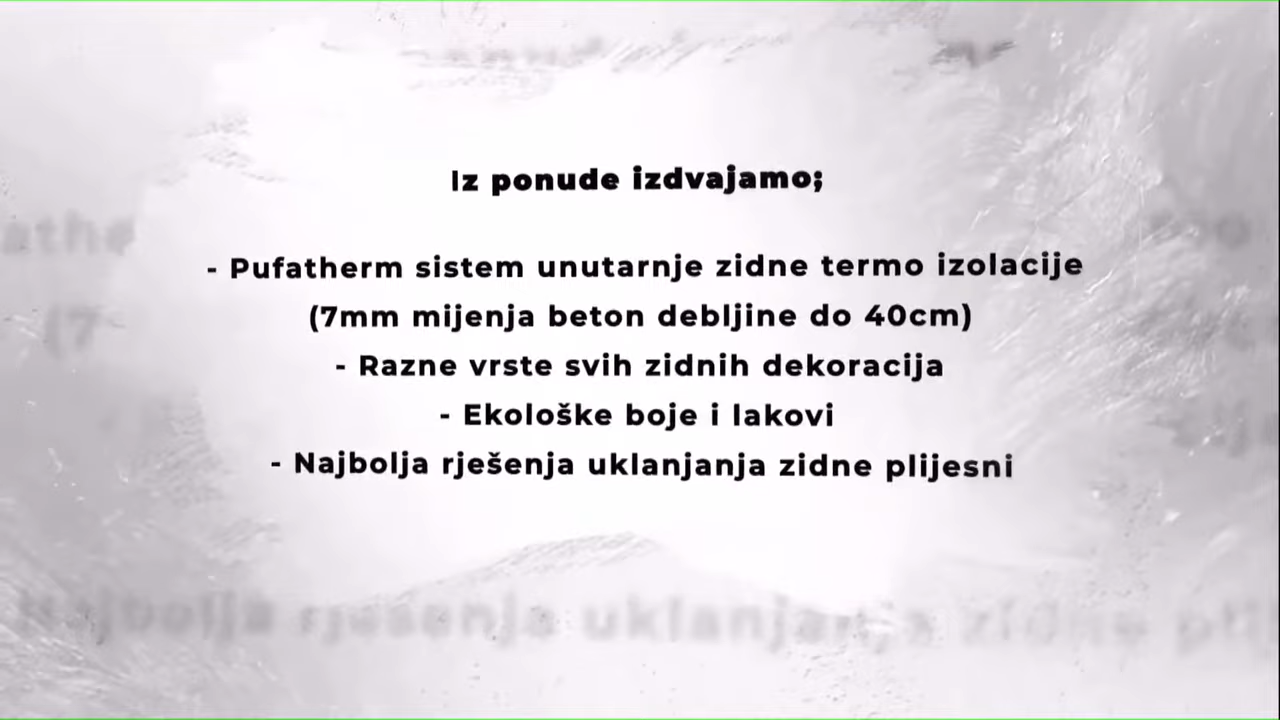 Iz ponude izdvajamo;
- Pufatherm sistem unutarnje zidne termo izolacije
(7mm mijenja beton debljine do 40cm)
- Razne vrste svih zidnih dekoracija
- Ekološke boje i lakovi
- Najbolja rješenja uklanjanja zidne plijesni